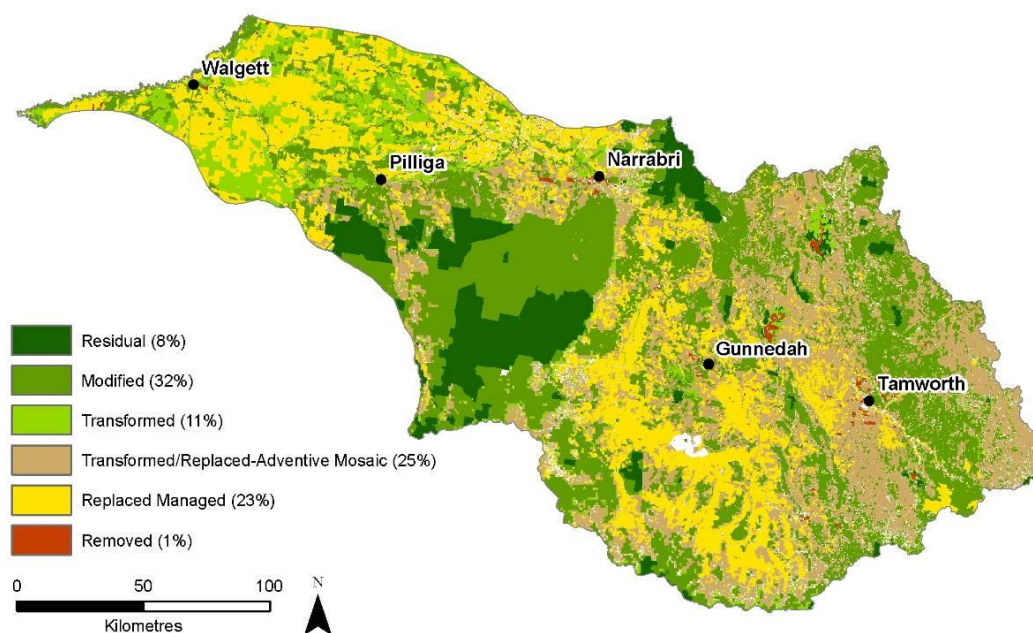 Walgett
Pilliga
Narrabri
Gunnedah
Tamworth
Residual (8%)
Modified (32%)
Transformed (11%)
Transformed/Replaced-Adventive Mosaic (25%)
Replaced Managed (23%)
Removed (1%)
0 50 100
Kilometres
N